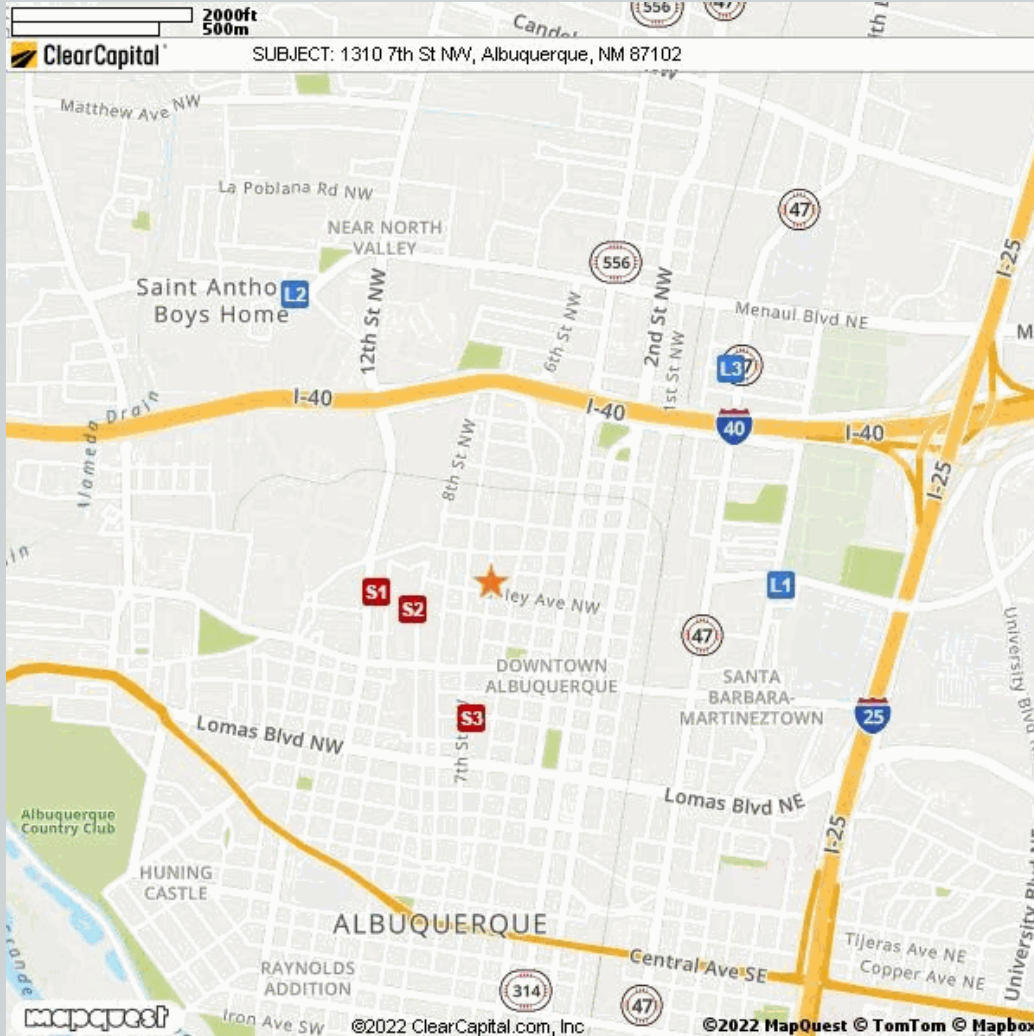 2000ft
500m
556
47
ClearCapital
SUBJECT: 1310 7th St NW, Albuquerque, NM 87102
Matthew Ave NW
La Poblana Rd NW
NEAR NORTH
VALLEY
47
556
I-25
Saint Antho
L2
Boys Home
12th St NW
6th St NW
2nd St NW
1st St NW
Menaul Blvd NE
L3
I-40
I-40
40
I-40
Alameda Drain
8th St NW
I-25
S1
S2
ley Ave NW
L1
47
DOWNTOWN
ALBUQUERQUE
SANTA
BARBARA-
MARTINEZTOWN
25
S3
7th St
Lomas Blvd NW
Lomas Blvd NE
I-25
Albuquerque
Country Club
HUNING
CASTLE
ALBUQUERQUE
Central Ave SE
Tijeras Ave NE
Copper Ave NE
RAYNOLDS
ADDITION
314
47
Iron Ave SW
mapquest
©2022 ClearCapital.com, Inc
©2022 MapQuest © TomTom © Mapbo